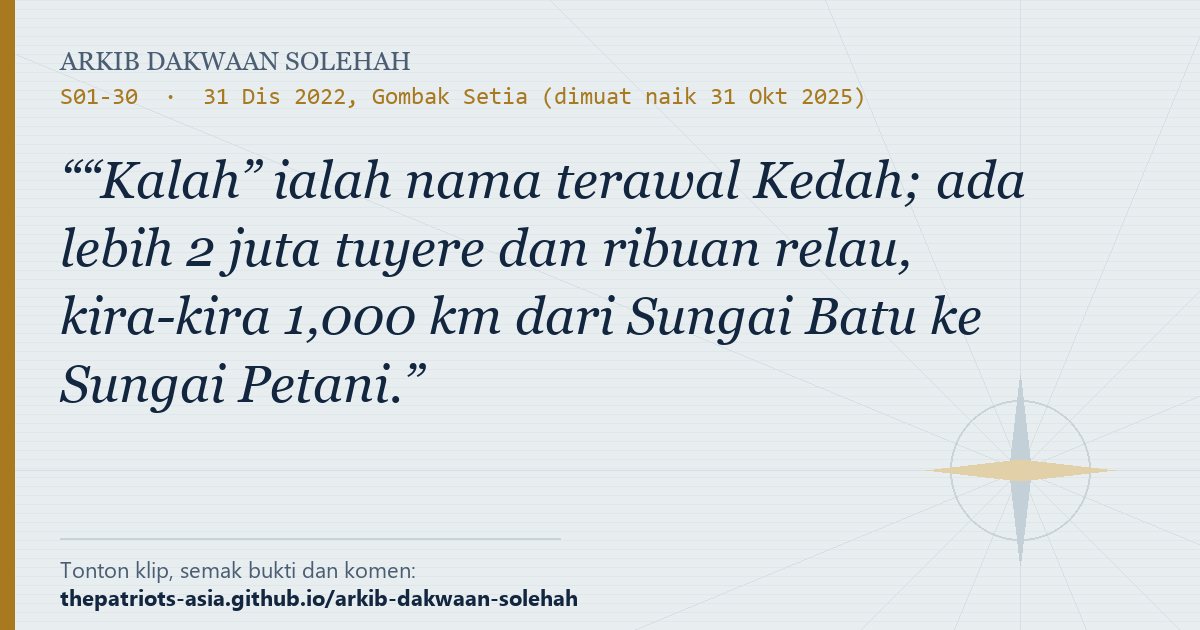 ARKIB DAKWAAN SOLEHAH
S01-30 · 31 Dis 2022, Gombak Setia (dimuat naik 31 Okt 2025)
““Kalah” ialah nama terawal Kedah; ada
lebih 2 juta tuyere dan ribuan relau,
kira-kira 1,000 km dari Sungai Batu ke
Sungai Petani.”
Tonton klip, semak bukti dan komen:
thepatriots-asia.github.io/arkib-dakwaan-solehah